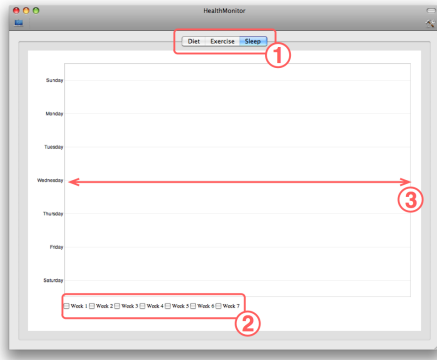 HealthMonitor
Diet Exercise Sleep
1
Sunday
Monday
Tuesday
Wednesday
3
Thursday
Friday
Saturday
Week 1 Week 2 Week 3 Week 4 Week 5 Week 6 Week 7
2